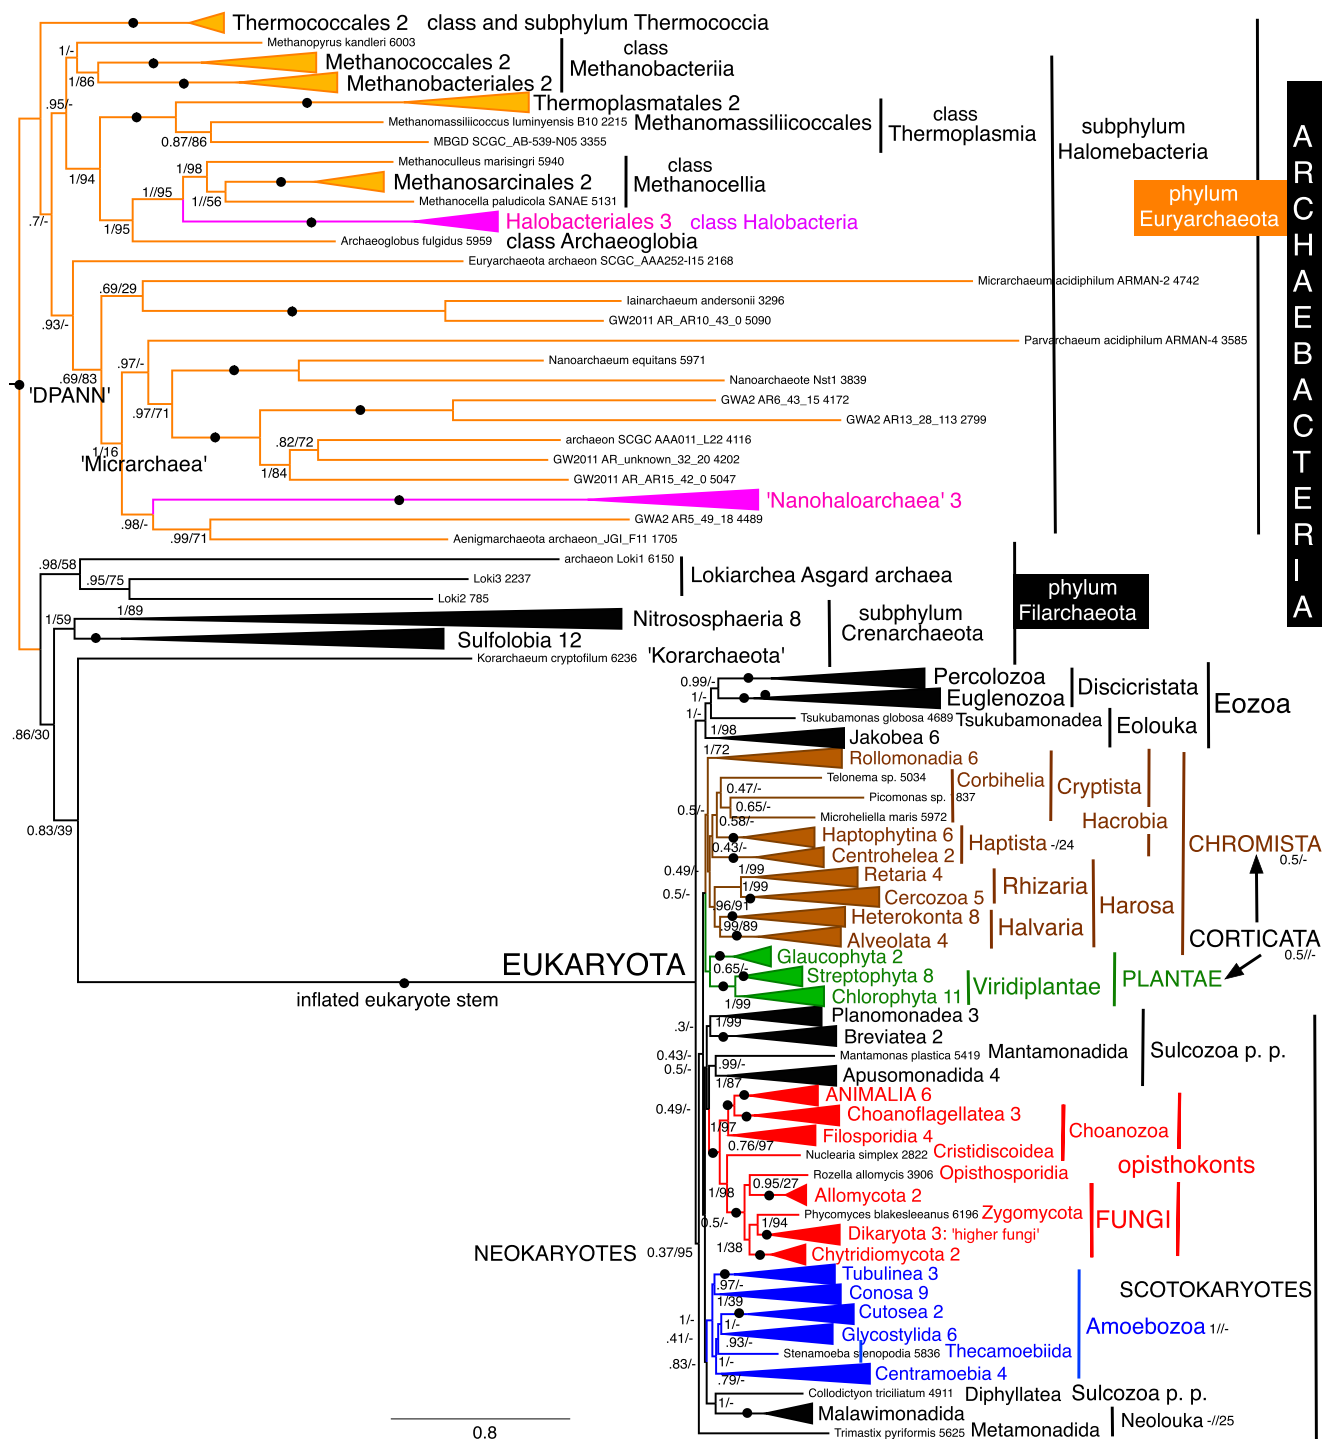 Thermococcales 2 class and subphylum Thermococcia
Methanopyrus kandleri 6003
1/-
class
Methanobacteriia
Methanococcales 2
1/86
Methanobacteriales 2
.95/-
Thermoplasmatales 2
Methanomassiliicoccus luminyensis B10 2215 Methanomassiliicoccales
class
Thermoplasmia
0.87/86
MBGD SCGC_AB-539-N05 3355
subphylum
Halomebacteria
Methanoculleus marisingri 5940
1/98
class
Methanocellia
1/94
Methanosarcinales 2
1//95
1//56
Methanocella paludicola SANAE 5131
phylum
Euryarchaeota
.7/-
Halobacteriales 3 class Halobacteria
1/95
Archaeoglobus fulgidus 5959 class Archaeoglobia
Euryarchaeota archaeon SCGC_AAA252-I15 2168
.69/29
Micrarchaeum acidiphilum ARMAN-2 4742
Iainarchaeum andersonii 3296
.93/-
GW2011 AR_AR10_43_0 5090
Parvarchaeum acidiphilum ARMAN-4 3585
.97/-
Nanoarchaeum equitans 5971
.69/83
'DPANN'
Nanoarchaeote Nst1 3839
.97/71
GWA2 AR6_43_15 4172
GWA2 AR13_28_113 2799
.82/72
archaeon SCGC AAA011_L22 4116
1/16
'Micrarchaea'
GW2011 AR_unknown_32_20 4202
1/84
GW2011 AR_AR15_42_0 5047
'Nanohaloarchaea' 3
.98/-
GWA2 AR5_49_18 4489
.99/71
Aenigmarchaeota archaeon_JGI_F11 1705
ARCHAEBACTERIA
.98/58
archaeon Loki1 6150
.95/75
Loki3 2237
Lokiarchea Asgard archaea
Loki2 785
phylum
Filarchaeota
1/89
1/59
Nitrososphaeria 8
subphylum
Crenarchaeota
Sulfolobia 12
Korarchaeum cryptofilum 6236 'Korarchaeota'
.86/30
0.83/39
0.99/-
Percolozoa
1/-
Euglenozoa
Discicristata
Eozoa
1/-
Tsukubamonas globosa 4689 Tsukubamonadea
Eolouka
1/98
Jakobea 6
1/72
Rollomonadia 6
Telonema sp. 5034
Corbihelia
Cryptista
0.47/-
Picomonas sp. 837
0.65/-
0.5/-
0.58/-
Microheliella maris 5972
Hacrobia
Haptophytina 6
Haptista -/24
CHROMISTA
0.5/-
0.43/-
Centrohelea 2
0.49/-
1/99
Retaria 4
1/99
Rhizaria
0.5/-
Cercozoa 5
Harosa
.96/91
Heterokonta 8
Halvaria
.99/89
Alveolata 4
CORTICATA
0.5//-
EUKARYOTA
inflated eukaryote stem
Glaucophyta 2
0.65/-
Streptophyta 8
Viridiplantae
PLANTAE
Chlorophyta 11
1/99
Planomonadea 3
.3/-
1/99
Breviatea 2
0.43/-
Mantamonas plastica 5419 Mantamonadida
Sulcozoa p. p.
0.5/-
.99/-
Apusomonadida 4
1/87
ANIMALIA 6
0.49/-
Choanoflagellatea 3
1/97
Filosporidia 4
Choanozoa
0.76/97
Nuclearia simplex 2822 Cristidiscoidea
opisthokonts
Rozella allomycis 3906 Opisthosporidia
0.95/27
1/98
Allomycota 2
Phycomyces blakesleeanus 6196 Zygomycota
FUNGI
0.5/-
1/94
Dikaryota 3: 'higher fungi'
1/38
Chytridiomycota 2
NEOKARYOTES 0.37/95
Tubulinea 3
.97/-
Conosa 9
SCOTOKARYOTES
1/39
Cutosea 2
1/-
1/-
Glycostylida 6
Amoebozoa 1//-
.41/-
.93/-
Stenamoeba stenopodia 5836 Thecamoebiida
.83/-
1/-
Centramoebia 4
.79/-
Collodictyon triciliatum 4911 Diphyllatea Sulcozoa p. p.
1/-
Malawimonadida
Neolouka -//25
Trimastix pyriformis 5625 Metamonadida
0.8